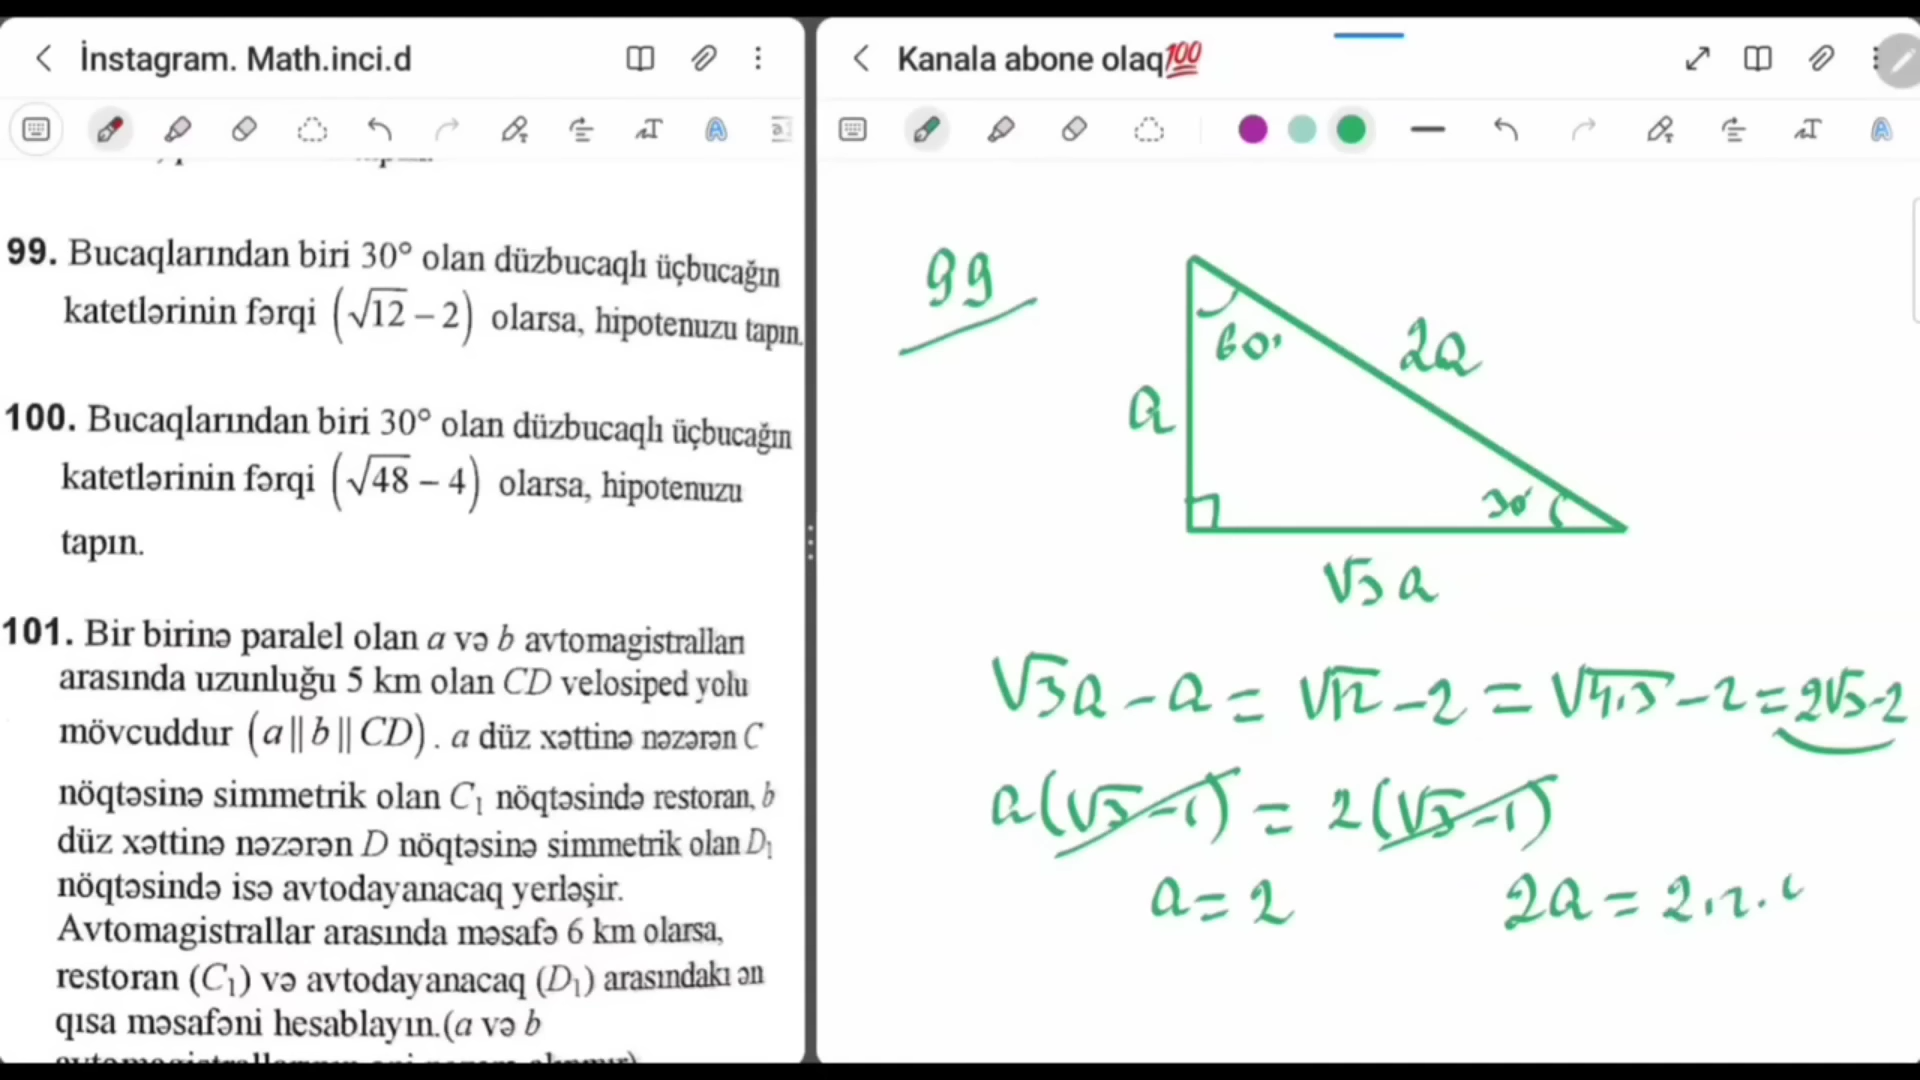 İnstagram. Math.inci.d
99. Bucaqlarından biri 30° olan düzbucaqlı üçbucağın
katetlərinin fərqi (√12 − 2) olarsa, hipotenuzu tapın.
100. Bucaqlarından biri 30° olan düzbucaqlı üçbucağın
katetlərinin fərqi (√48 − 4) olarsa, hipotenuzu
tapın.
101. Bir birinə paralel olan a və b avtomagistralları
arasında uzunluğu 5 km olan CD velosiped yolu
mövcuddur (a || b || CD). a düz xəttinə nəzərən C
nöqtəsinə simmetrik olan C₁ nöqtəsində restoran, b
düz xəttinə nəzərən D nöqtəsinə simmetrik olan D₁
nöqtəsində isə avtodayanacaq yerləşir.
Avtomagistrallar arasında məsafə 6 km olarsa,
restoran (C₁) və avtodayanacaq (D₁) arasındakı ən
qısa məsafəni hesablayın.(a və b
Kanala abone olaq💯
99
60°
2a
a
30°
√3 a
√3a − a = √12 − 2 = √4.3 − 2 = 2√3-2
a(√3−1) = 2(√3−1)
a = 2 2a = 2.2.